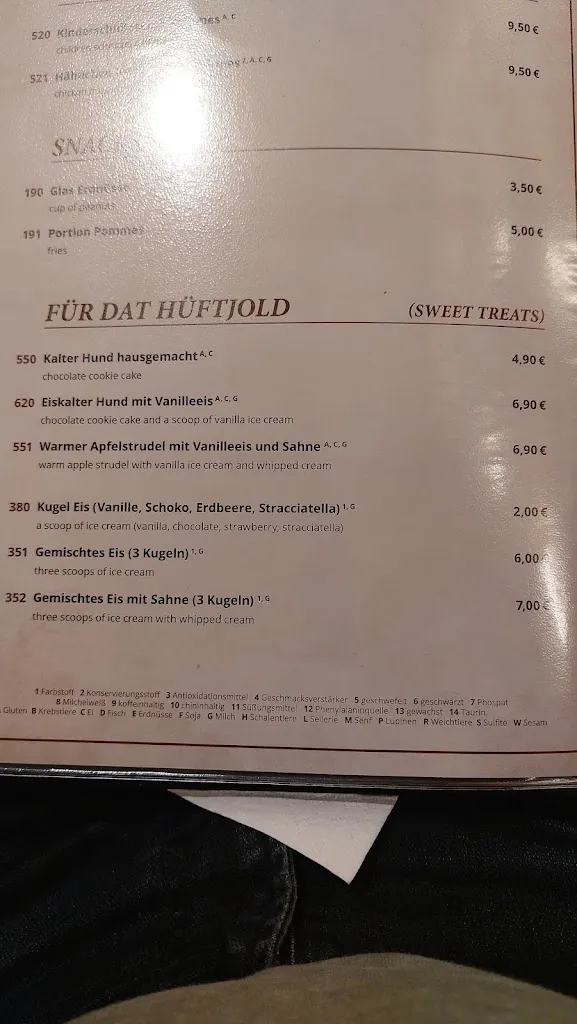 520 A, C 9,50 €
521 2, A, C, G 9,50 €
chicken
SNAC
190 Glas 3,50 €
cup of peanuts
191 Portion Pommes 5,00 €
fries
FÜR DAT HÜFTJOLD (SWEET TREATS)
550 Kalter Hund hausgemacht A, C 4,90 €
chocolate cookie cake
620 Eiskalter Hund mit Vanilleeis A, C, G 6,90 €
chocolate cookie cake and a scoop of vanilla ice cream
551 Warmer Apfelstrudel mit Vanilleeis und Sahne A, C, G 6,90 €
warm apple strudel with vanilla ice cream and whipped cream
380 Kugel Eis (Vanille, Schoko, Erdbeere, Stracciatella) 1, G 2,00 €
a scoop of ice cream (vanilla, chocolate, strawberry, stracciatella)
351 Gemischtes Eis (3 Kugeln) 1, G 6,00 €
three scoops of ice cream
352 Gemischtes Eis mit Sahne (3 Kugeln) 1, G 7,00 €
three scoops of ice cream with whipped cream
1 Farbstoff 2 Konservierungsstoff 3 Antioxidationsmittel 4 Geschmacksverstärker 5 geschwefelt 6 geschwärzt 7 Phospat
8 Milcheiweiß 9 koffeinhaltig 10 chininhaltig 11 Süßungsmittel 12 Phenylalaninquelle 13 gewachst 14 Taurin
Gluten B Krebstiere C Ei D Fisch E Erdnüsse F Soja G Milch H Schalentiere L Sellerie M Senf P Lupinen R Weichtiere S Sulfite W Sesam